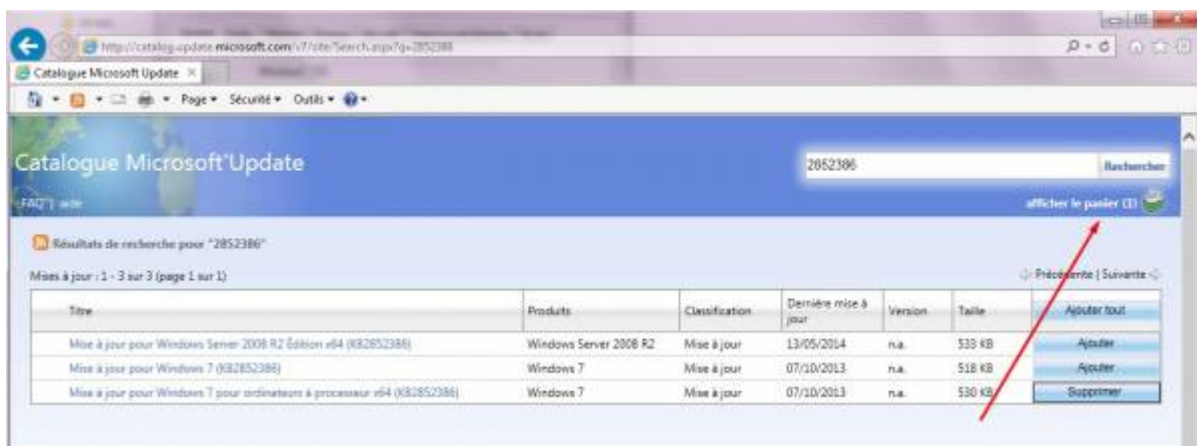 http://catalog.update.microsoft.com/v7/site/Search.aspx?q=2852386
Catalogue Microsoft Update
Page Sécurité Outils
Catalogue Microsoft Update
2852386 Rechercher
FAQ | aide
afficher le panier (1)
Résultats de recherche pour "2852386"
Mises à jour : 1 - 3 sur 3 (page 1 sur 1)
Précédente | Suivante
Titre Produits Classification Dernière mise à jour Version Taille Ajouter tout
Mise à jour pour Windows Server 2008 R2 Édition x64 (KB2852386) Windows Server 2008 R2 Mise à jour 13/05/2014 n.a. 533 KB Ajouter
Mise à jour pour Windows 7 (KB2852386) Windows 7 Mise à jour 07/10/2013 n.a. 518 KB Ajouter
Mise à jour pour Windows 7 pour ordinateurs à processeur x64 (KB2852386) Windows 7 Mise à jour 07/10/2013 n.a. 530 KB Supprimer